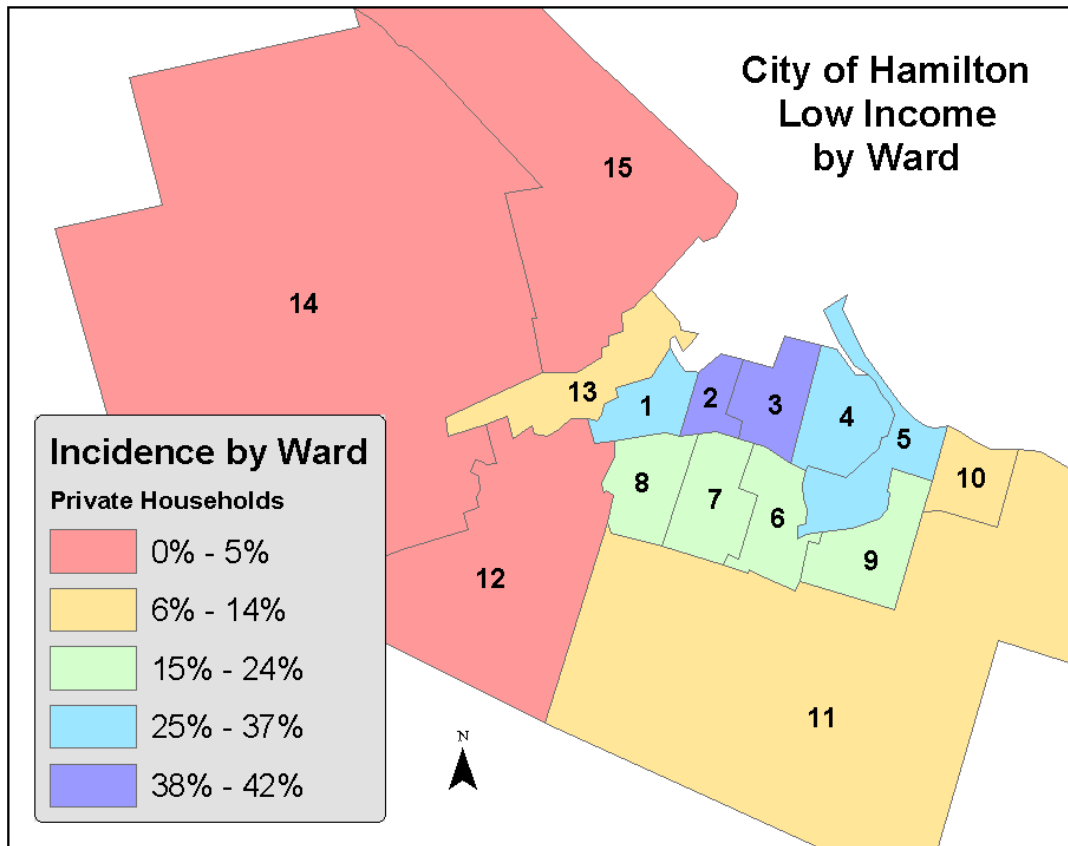 City of Hamilton
Low Income
by Ward
15
14
13
1
2
3
4
5
10
8
7
6
9
12
11
Incidence by Ward
Private Households
0% - 5%
6% - 14%
15% - 24%
25% - 37%
38% - 42%
N